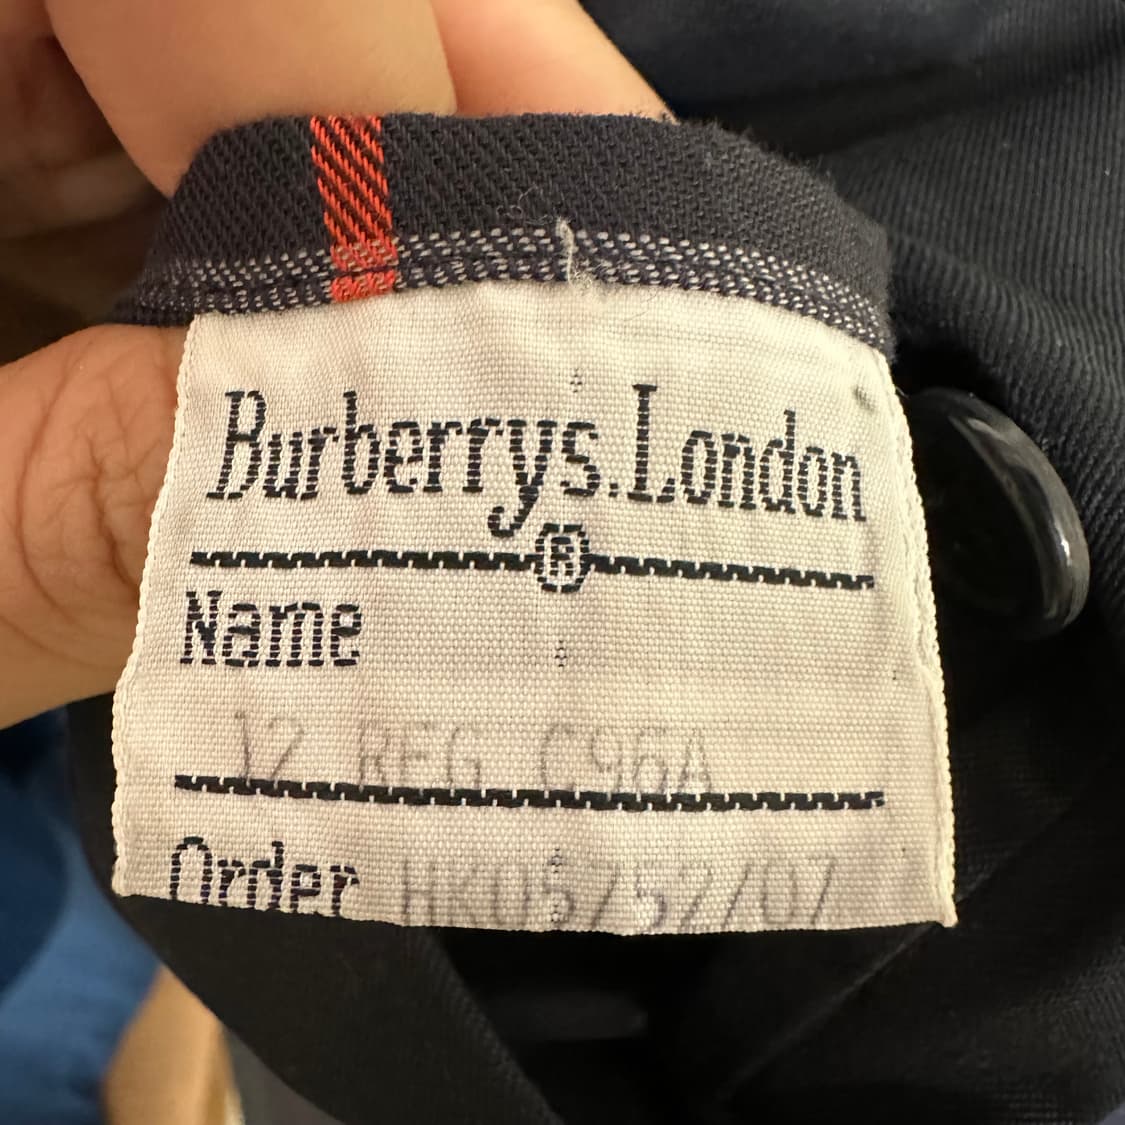 Burberrys.London
®
Name
12 REG C96A
Order HK05752/07